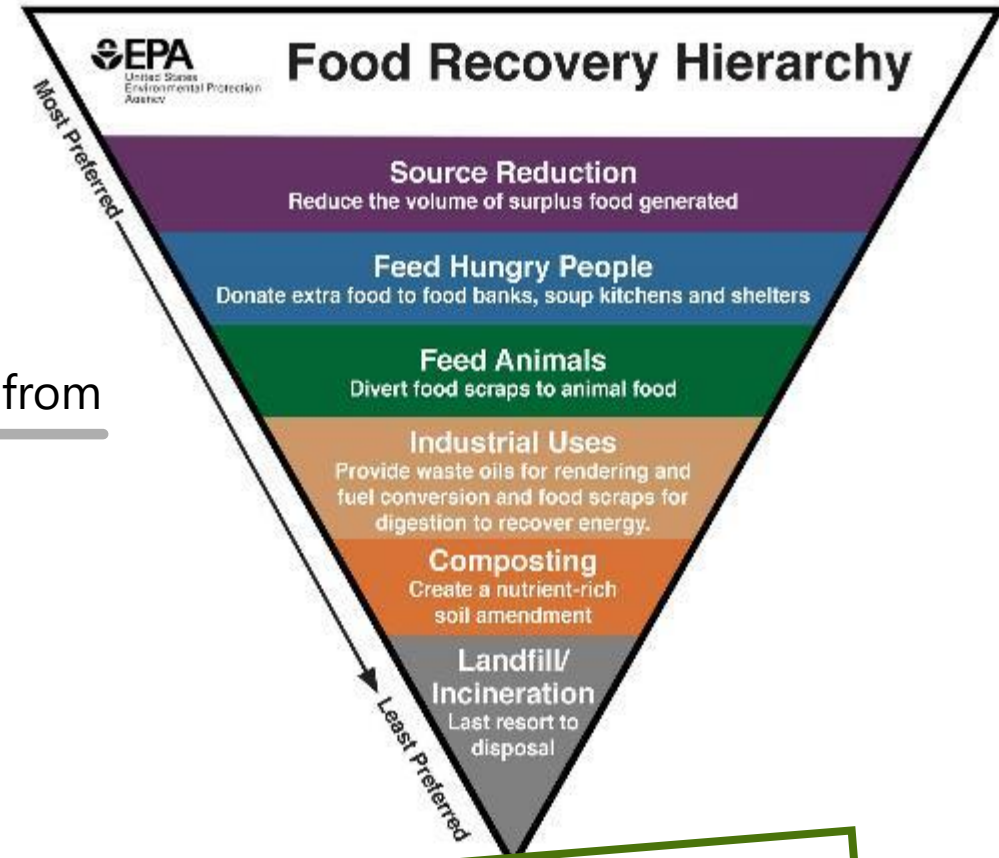 EPA
United States
Environmental Protection
Agency
Food Recovery Hierarchy
Most Preferred
Source Reduction
Reduce the volume of surplus food generated
Feed Hungry People
Donate extra food to food banks, soup kitchens and shelters
Feed Animals
Divert food scraps to animal food
from
Industrial Uses
Provide waste oils for rendering and
fuel conversion and food scraps for
digestion to recover energy.
Composting
Create a nutrient-rich
soil amendment
Landfill/
Incineration
Last resort to
disposal
Least Preferred